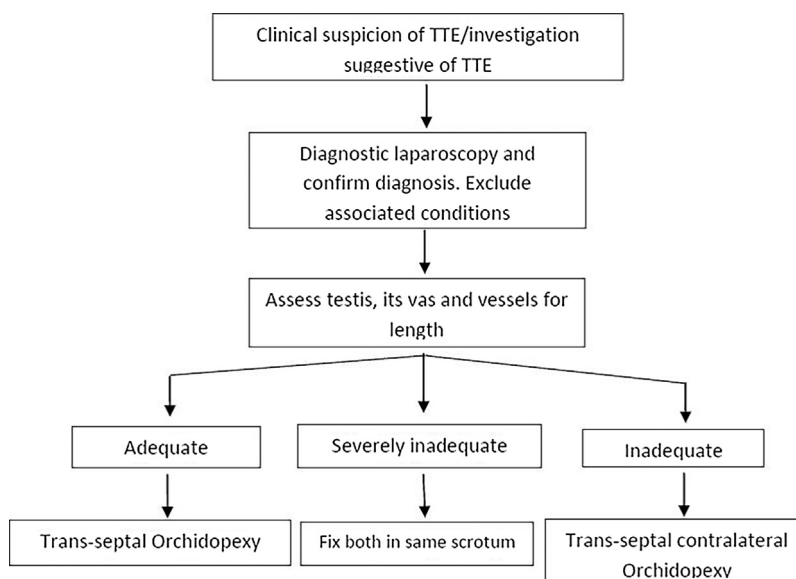 Clinical suspicion of TTE/investigation
suggestive of TTE
Diagnostic laparoscopy and
confirm diagnosis. Exclude
associated conditions
Assess testis, its vas and vessels for
length
Adequate
Severely inadequate
Inadequate
Trans-septal Orchidopexy
Fix both in same scrotum
Trans-septal contralateral
Orchidopexy